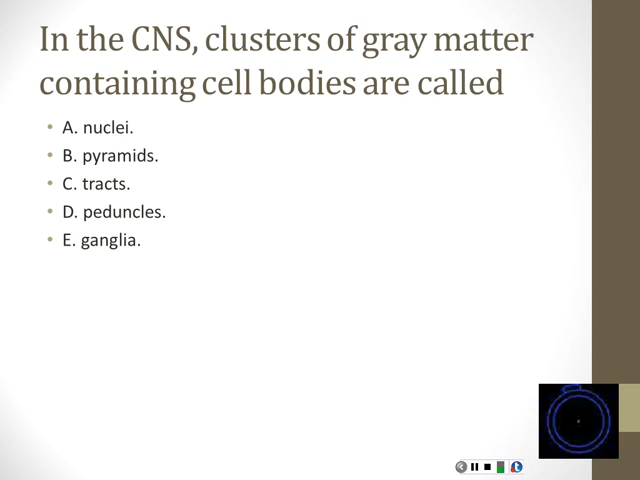 In the CNS, clusters of gray matter
containing cell bodies are called
• A. nuclei.
• B. pyramids.
• C. tracts.
• D. peduncles.
• E. ganglia.